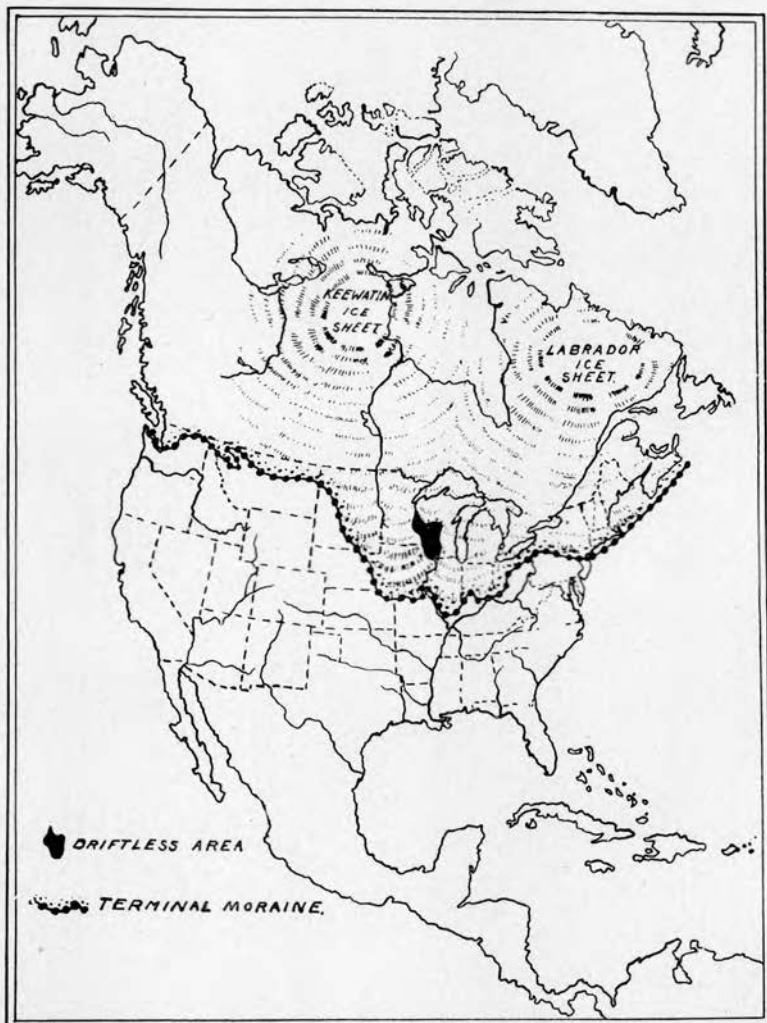 KEEWATIN
ICE
SHEET.
LABRADOR
ICE
SHEET.
DRIFTLESS AREA
TERMINAL MORAINE.